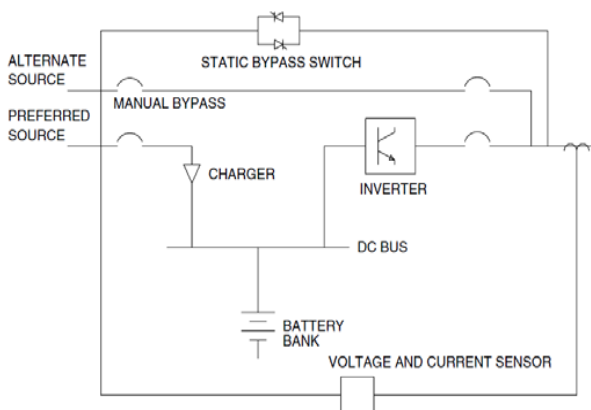 STATIC BYPASS SWITCH
ALTERNATE
SOURCE
MANUAL BYPASS
PREFERRED
SOURCE
CHARGER
INVERTER
DC BUS
BATTERY
BANK
VOLTAGE AND CURRENT SENSOR